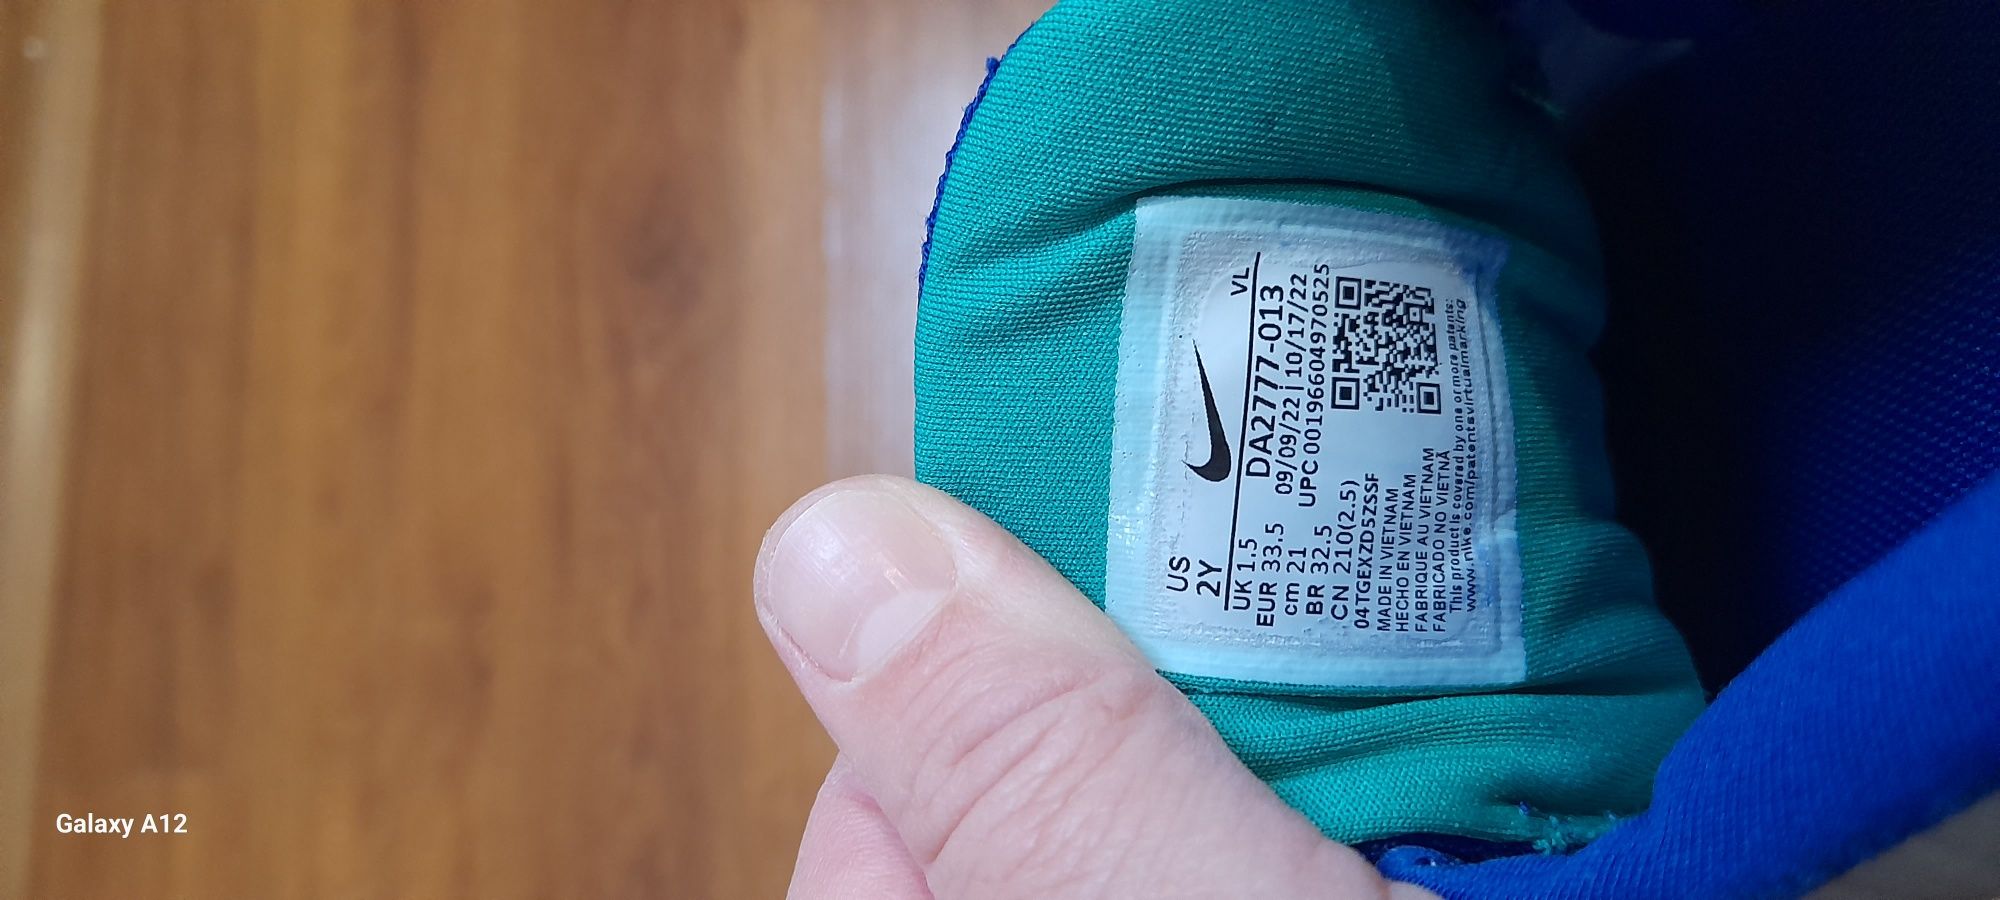 US
2Y
VL
UK 1.5
EUR 33.5
cm 21
BR 32.5
CN 210(2.5)
DA2777-013
09/09/22 | 10/17/22
UPC 00196604970525
04TGEXZD5ZSSF
MADE IN VIETNAM
HECHO EN VIETNAM
FABRIQUE AU VIETNAM
FABRICADO NO VIETNÃ
This product is covered by one or more patents:
www.nike.com/patentsvirtualmarking
Galaxy A12